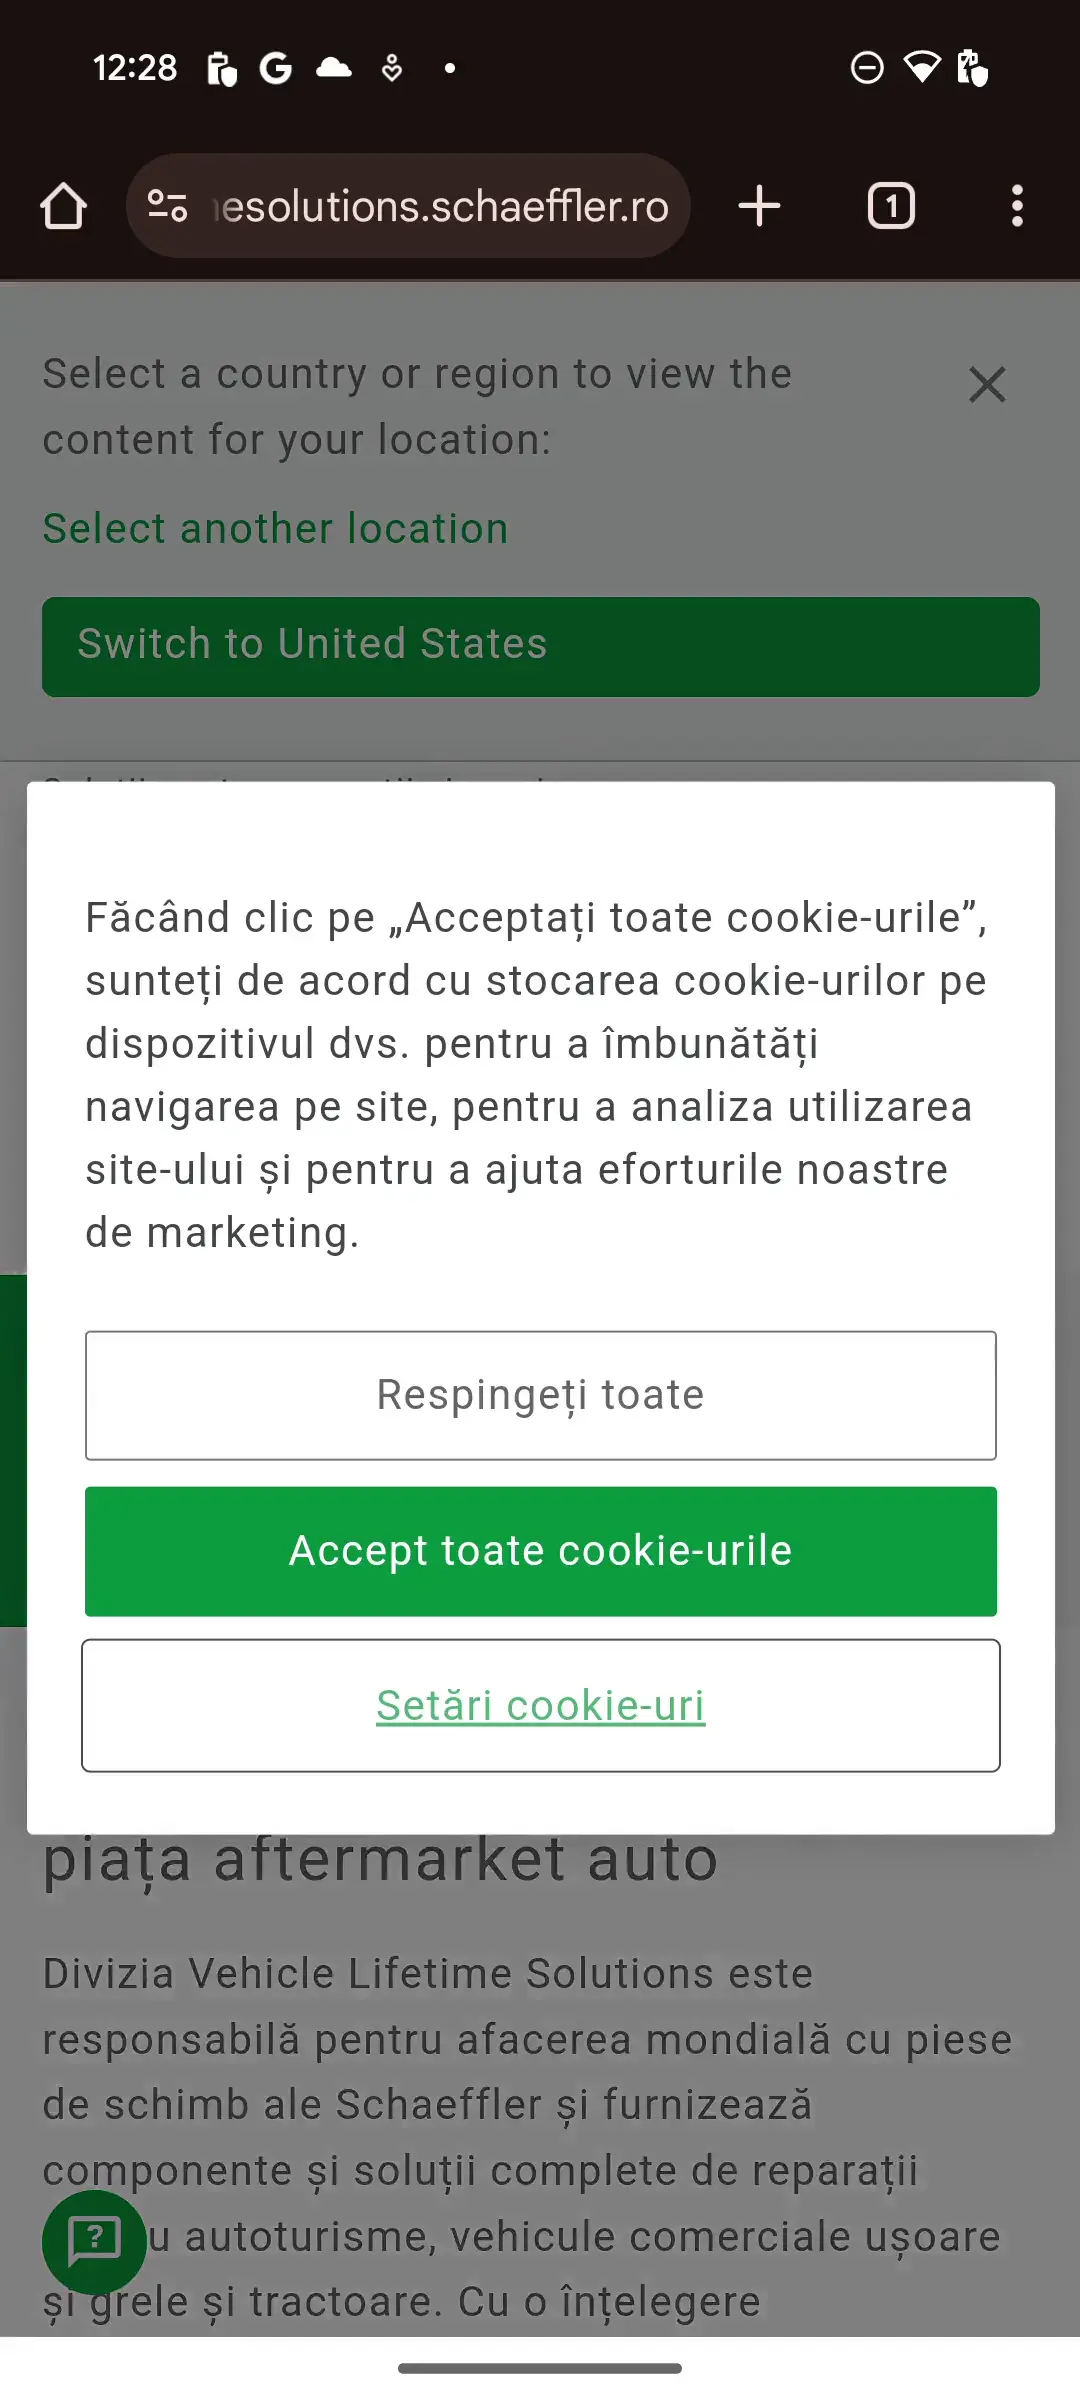 12:28
esolutions.schaeffler.ro
1
Select a country or region to view the
content for your location:
Select another location
Switch to United States
Făcând clic pe „Acceptați toate cookie-urile”,
sunteți de acord cu stocarea cookie-urilor pe
dispozitivul dvs. pentru a îmbunătăți
navigarea pe site, pentru a analiza utilizarea
site-ului și pentru a ajuta eforturile noastre
de marketing.
Respingeți toate
Accept toate cookie-urile
Setări cookie-uri
piața aftermarket auto
Divizia Vehicle Lifetime Solutions este
responsabilă pentru afacerea mondială cu piese
de schimb ale Schaeffler și furnizează
componente și soluții complete de reparații
u autoturisme, vehicule comerciale ușoare
și grele și tractoare. Cu o înțelegere